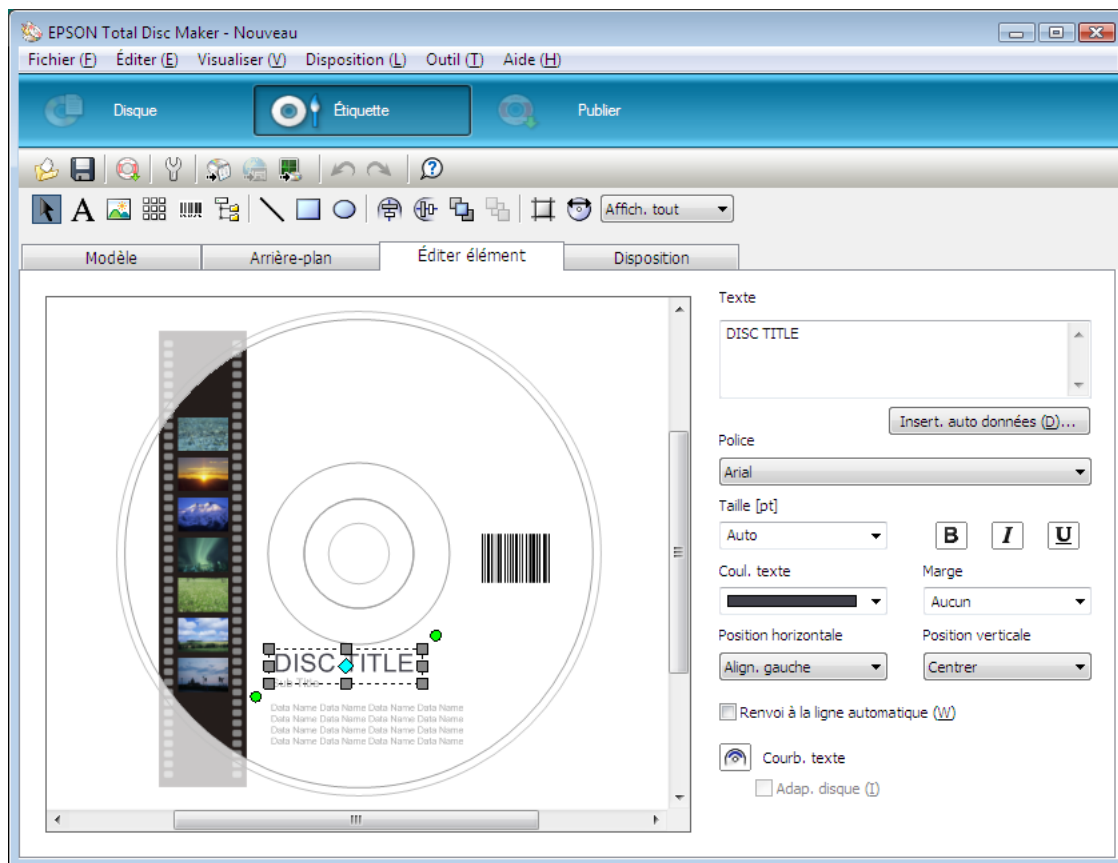 EPSON Total Disc Maker - Nouveau
Fichier (F) Éditer (E) Visualiser (V) Disposition (L) Outil (T) Aide (H)
Disque Étiquette Publier
A Affich. tout
Modèle Arrière-plan Éditer élément Disposition
Texte
DISC TITLE
Insert. auto données (D)...
Police
Arial
Taille [pt]
Auto B I U
Coul. texte Marge
Aucun
Position horizontale Position verticale
Align. gauche Centrer
Renvoi à la ligne automatique (W)
Courb. texte
Adap. disque (I)
DISC TITLE
Sub Title
Data Name Data Name Data Name Data Name
Data Name Data Name Data Name Data Name
Data Name Data Name Data Name Data Name
Data Name Data Name Data Name Data Name